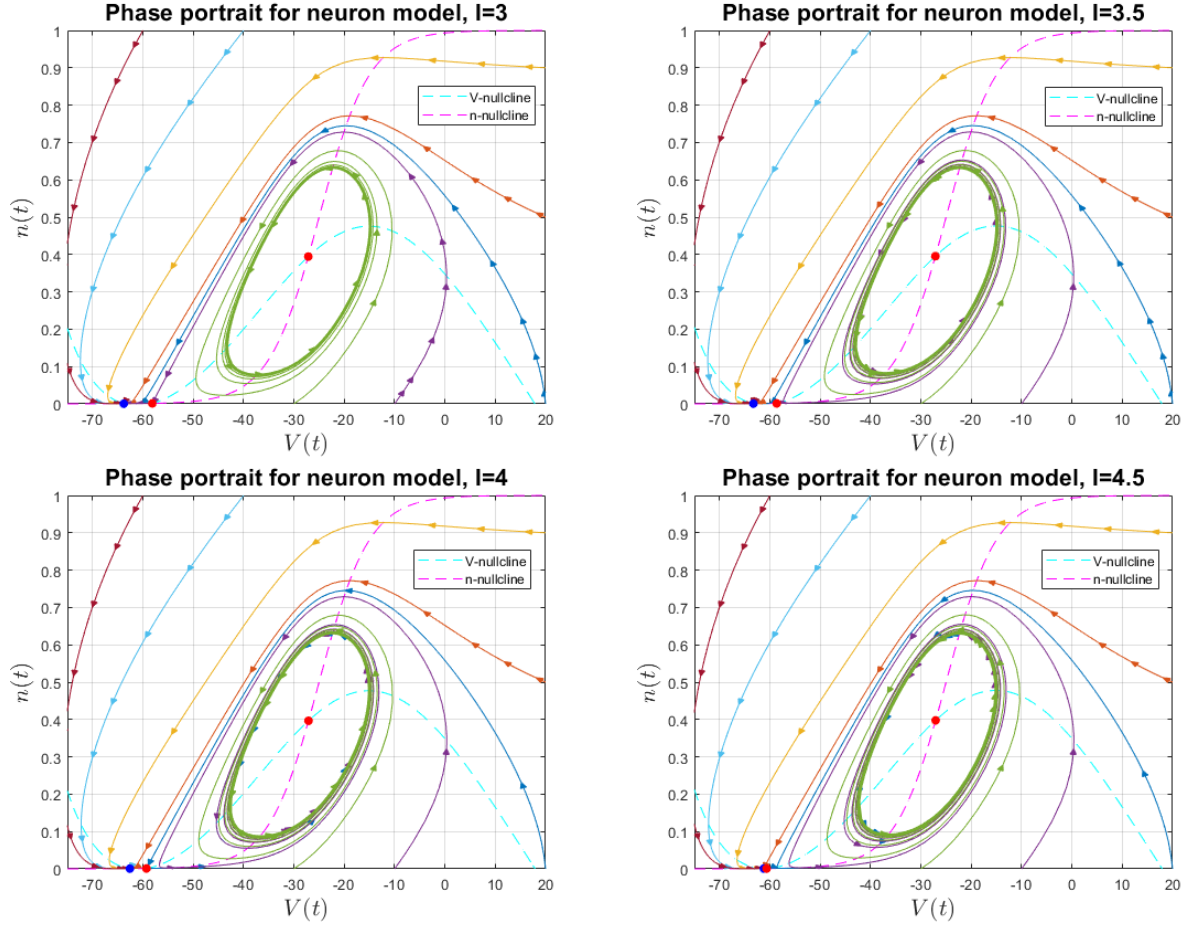 Phase portrait for neuron model, I=3
1
0.9
0.8
0.7
0.6
0.5
0.4
0.3
0.2
0.1
0
n(t)
V-nullcline
n-nullcline
-70 -60 -50 -40 -30 -20 -10 0 10 20
V(t)
Phase portrait for neuron model, I=3.5
1
0.9
0.8
0.7
0.6
0.5
0.4
0.3
0.2
0.1
0
n(t)
V-nullcline
n-nullcline
-70 -60 -50 -40 -30 -20 -10 0 10 20
V(t)
Phase portrait for neuron model, I=4
1
0.9
0.8
0.7
0.6
0.5
0.4
0.3
0.2
0.1
0
n(t)
V-nullcline
n-nullcline
-70 -60 -50 -40 -30 -20 -10 0 10 20
V(t)
Phase portrait for neuron model, I=4.5
1
0.9
0.8
0.7
0.6
0.5
0.4
0.3
0.2
0.1
0
n(t)
V-nullcline
n-nullcline
-70 -60 -50 -40 -30 -20 -10 0 10 20
V(t)